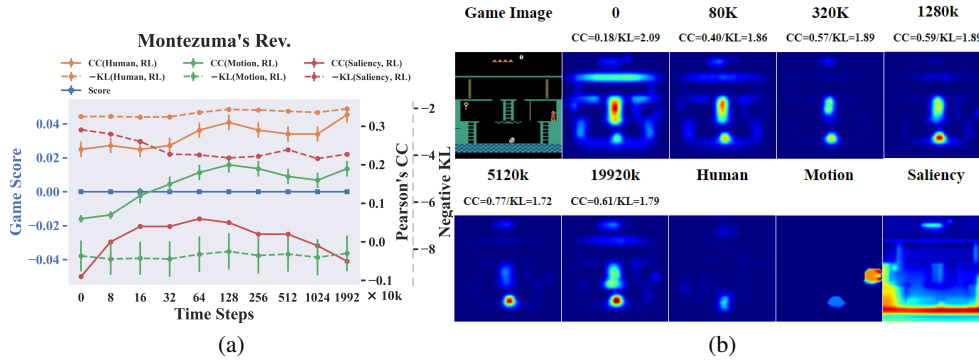 Montezuma's Rev.
CC(Human, RL) CC(Motion, RL) CC(Saliency, RL)
−KL(Human, RL) −KL(Motion, RL) −KL(Saliency, RL)
Score
Game Score
0.04
0.02
0.00
−0.02
−0.04
0.3
0.2
0.1
0.0
−0.1
Pearson's CC
−2
−4
−6
−8
Negative KL
0 8 16 32 64 128 256 512 1024 1992
× 10k
Time Steps
(a)
Game Image 0 80K 320K 1280k
CC=0.18/KL=2.09 CC=0.40/KL=1.86 CC=0.57/KL=1.89 CC=0.59/KL=1.89
5120k 19920k Human Motion Saliency
CC=0.77/KL=1.72 CC=0.61/KL=1.79
(b)